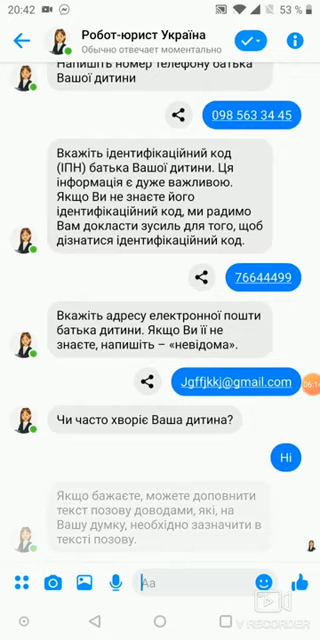 20:42
53 %
Робот-юрист Україна
Обычно отвечает моментально
Напишіть номер телефону батька
Вашої дитини
098 563 34 45
Вкажіть ідентифікаційний код
(ІПН) батька Вашої дитини. Ця
інформація є дуже важливою.
Якщо Ви не знаєте його
ідентифікаційний код, ми радимо
Вам докласти зусиль для того, щоб
дізнатися ідентифікаційний код.
76644499
Вкажіть адресу електронної пошти
батька дитини. Якщо Ви її не
знаєте, напишіть – «невідома».
Jgffjkkj@gmail.com
06:14
Чи часто хворіє Ваша дитина?
Ні
Якщо бажаєте, можете доповнити
текст позову доводами, які, на
Вашу думку, необхідно зазначити в
тексті позову.
Aa
V RECORDER